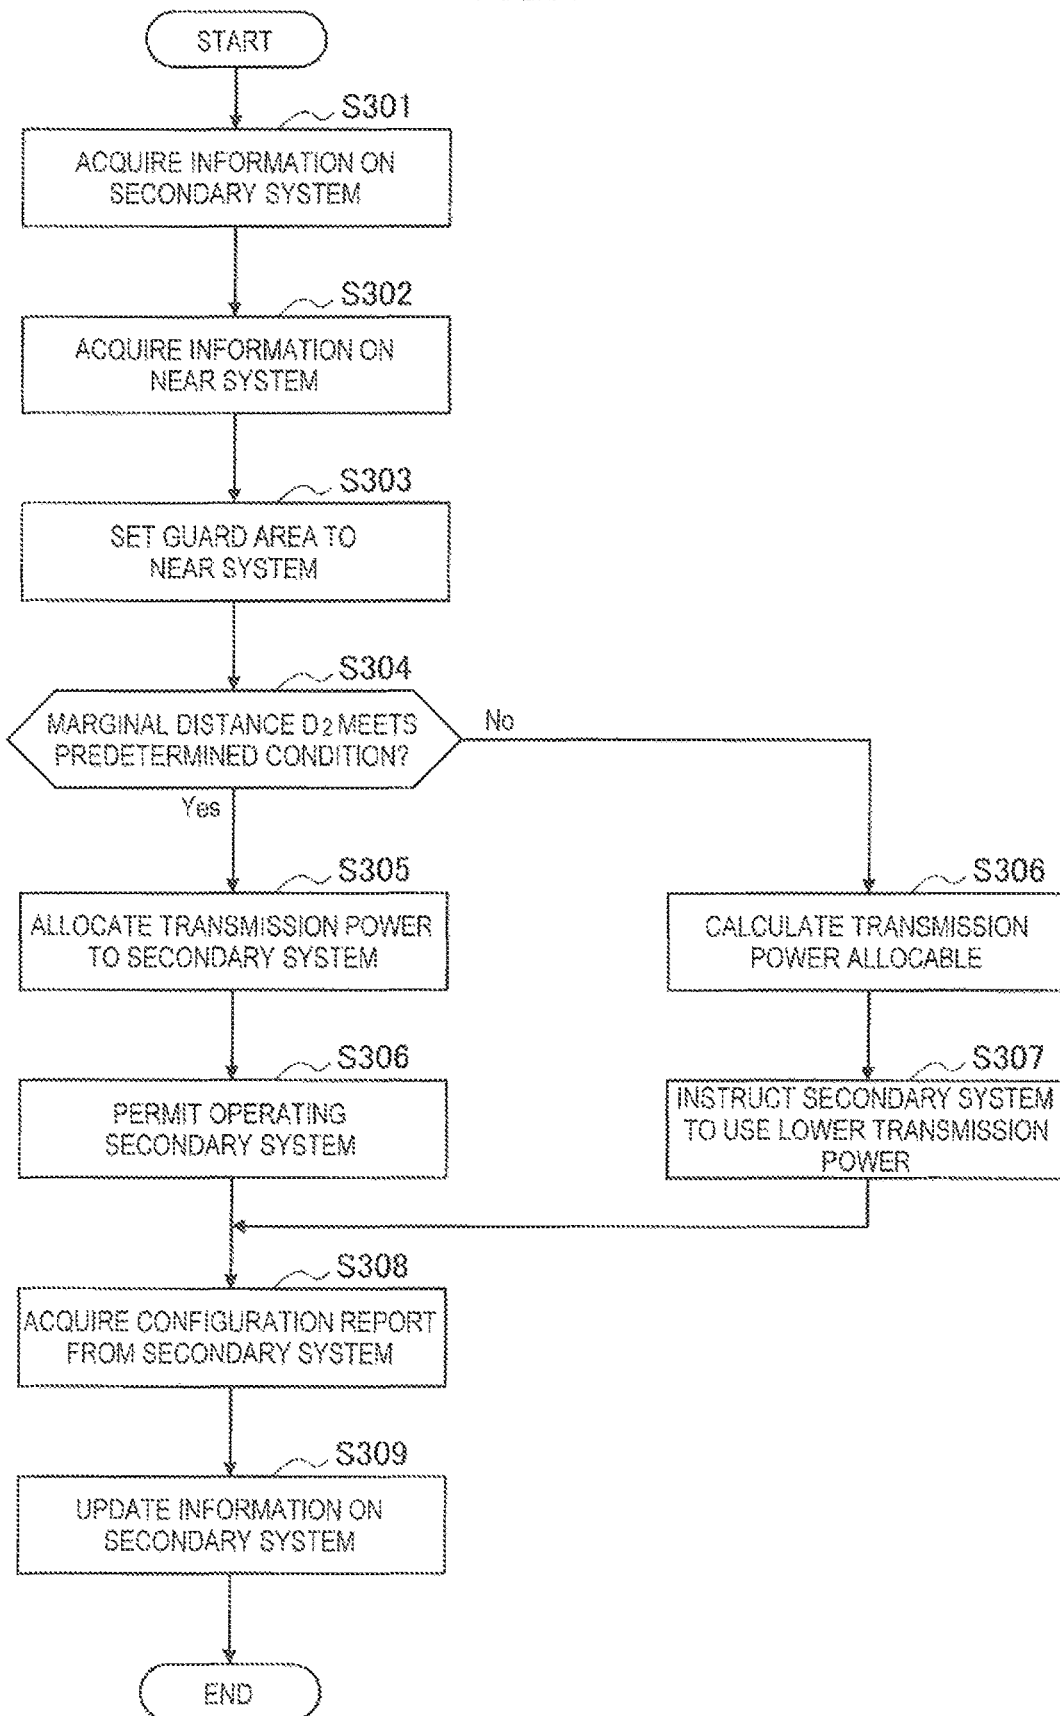 START
S301
ACQUIRE INFORMATION ON
SECONDARY SYSTEM
S302
ACQUIRE INFORMATION ON
NEAR SYSTEM
S303
SET GUARD AREA TO
NEAR SYSTEM
S304
MARGINAL DISTANCE D2 MEETS
PREDETERMINED CONDITION?
No
Yes
S305
ALLOCATE TRANSMISSION POWER
TO SECONDARY SYSTEM
S306
CALCULATE TRANSMISSION
POWER ALLOCABLE
S306
PERMIT OPERATING
SECONDARY SYSTEM
S307
INSTRUCT SECONDARY SYSTEM
TO USE LOWER TRANSMISSION
POWER
S308
ACQUIRE CONFIGURATION REPORT
FROM SECONDARY SYSTEM
S309
UPDATE INFORMATION ON
SECONDARY SYSTEM
END